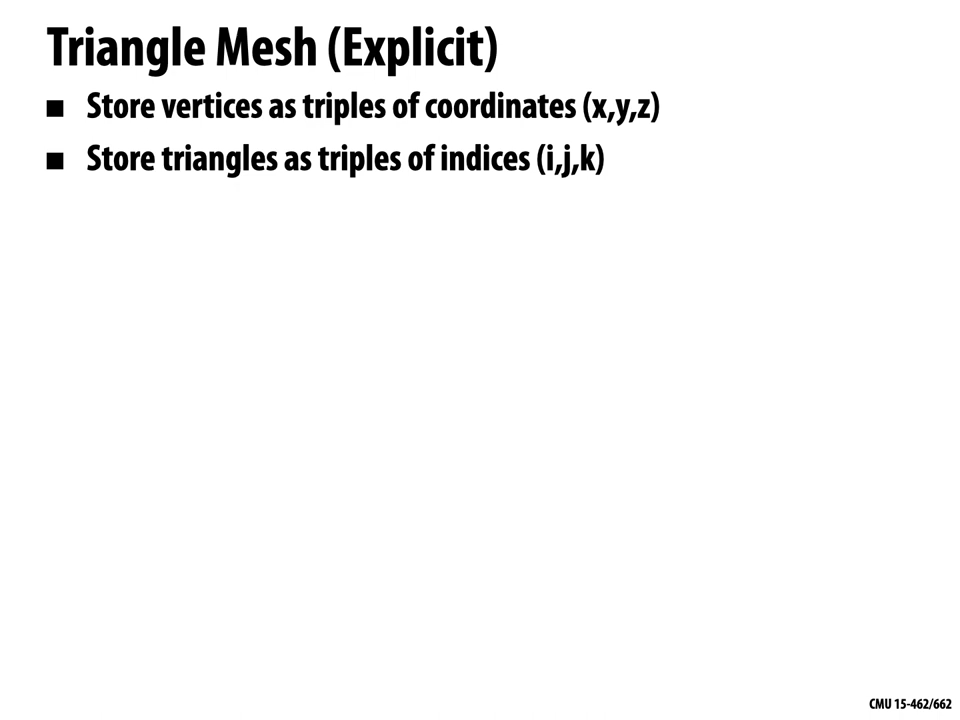 Triangle Mesh (Explicit)
■ Store vertices as triples of coordinates (x,y,z)
■ Store triangles as triples of indices (i,j,k)
CMU 15-462/662